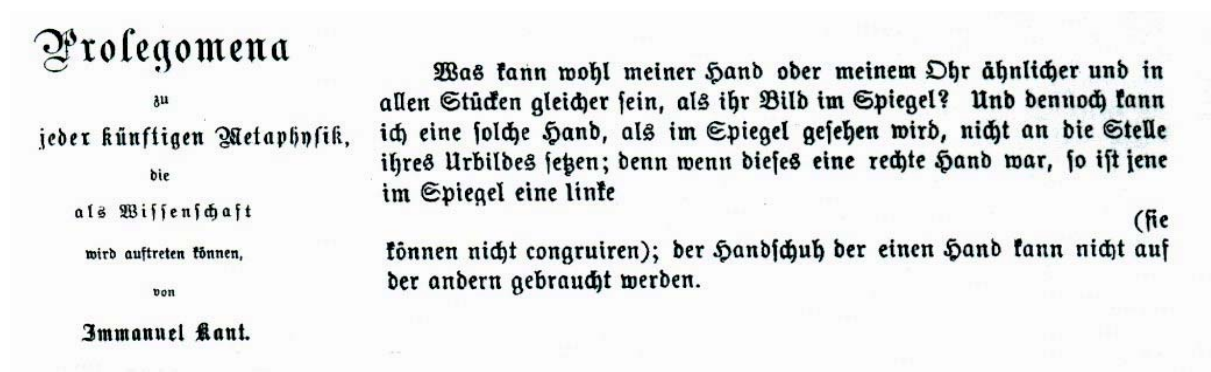 Prolegomena
zu
jeder künftigen Metaphysik,
die
als Wissenschaft
wird auftreten können,
von
Immanuel Kant.
Was kann wohl meiner Hand oder meinem Ohr ähnlicher und in
allen Stücken gleicher sein, als ihr Bild im Spiegel? Und dennoch kann
ich eine solche Hand, als im Spiegel gesehen wird, nicht an die Stelle
ihres Urbildes setzen; denn wenn dieses eine rechte Hand war, so ist jene
im Spiegel eine linke
(sie
können nicht congruiren); der Handschuh der einen Hand kann nicht auf
der andern gebraucht werden.